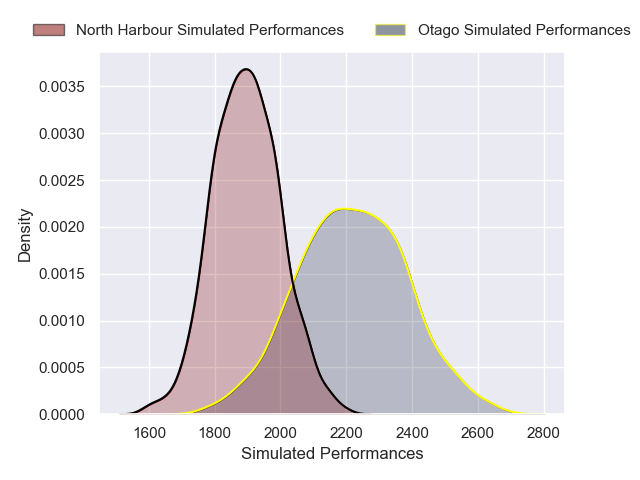 North Harbour Simulated Performances
Otago Simulated Performances
0.0035
0.0030
0.0025
0.0020
0.0015
0.0010
0.0005
0.0000
Density
1600 1800 2000 2200 2400 2600 2800
Simulated Performances